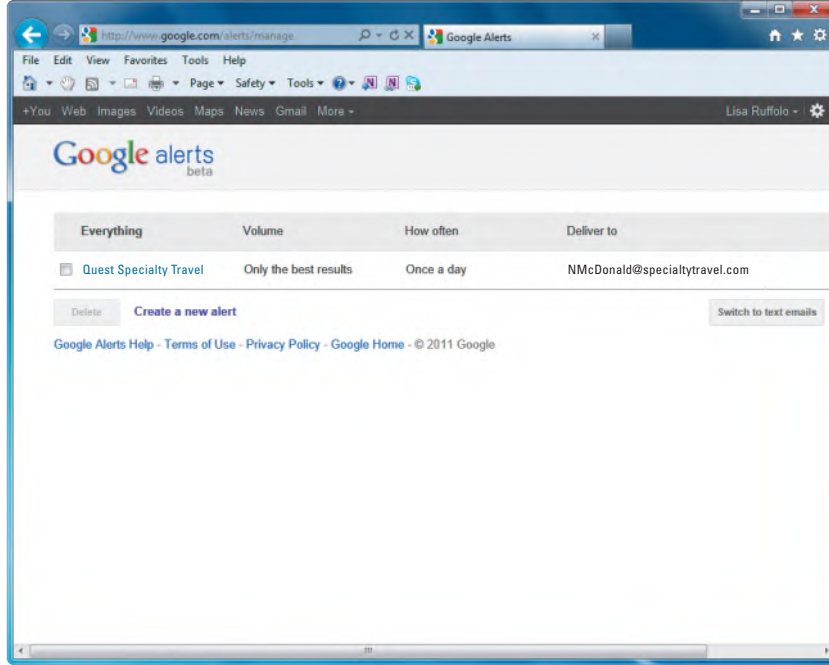 http://www.google.com/alerts/manage
Google Alerts
File Edit View Favorites Tools Help
Page Safety Tools
+You Web Images Videos Maps News Gmail More
Lisa Ruffolo
Google alerts
beta
Everything Volume How often Deliver to
Quest Specialty Travel Only the best results Once a day NMcDonald@specialtytravel.com
Delete Create a new alert Switch to text emails
Google Alerts Help - Terms of Use - Privacy Policy - Google Home - © 2011 Google